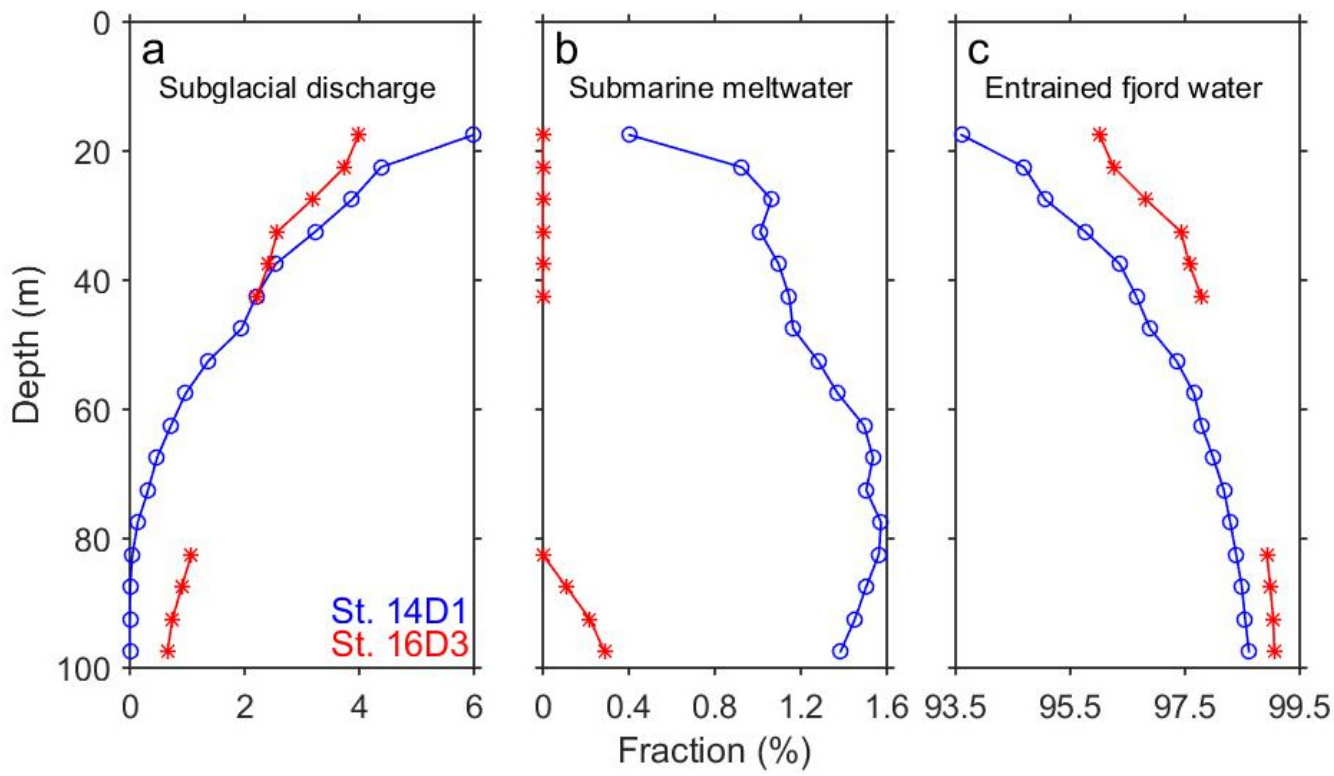 a b c
Subglacial discharge Submarine meltwater Entrained fjord water
0
20
40
60
80
100
Depth (m)
St. 14D1
St. 16D3
0 2 4 6 0 0.4 0.8 1.2 1.6 93.5 95.5 97.5 99.5
Fraction (%)